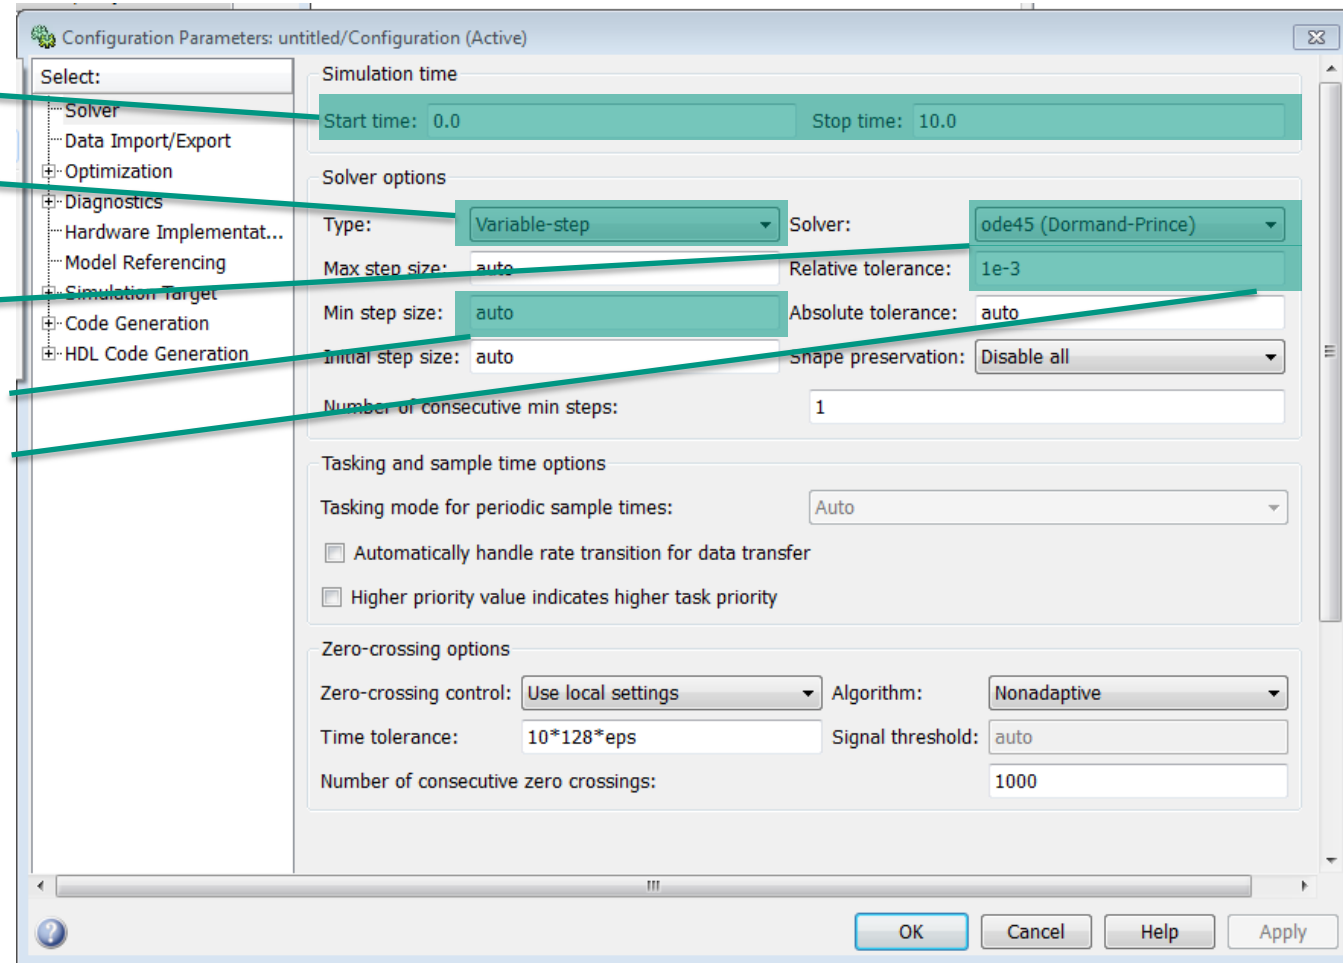 Configuration Parameters: untitled/Configuration (Active)
Select:
Solver
Data Import/Export
Optimization
Diagnostics
Hardware Implementat...
Model Referencing
Simulation Target
Code Generation
HDL Code Generation
Simulation time
Start time: 0.0 Stop time: 10.0
Solver options
Type: Variable-step Solver: ode45 (Dormand-Prince)
Max step size: auto Relative tolerance: 1e-3
Min step size: auto Absolute tolerance: auto
Initial step size: auto Shape preservation: Disable all
Number of consecutive min steps: 1
Tasking and sample time options
Tasking mode for periodic sample times: Auto
Automatically handle rate transition for data transfer
Higher priority value indicates higher task priority
Zero-crossing options
Zero-crossing control: Use local settings Algorithm: Nonadaptive
Time tolerance: 10*128*eps Signal threshold: auto
Number of consecutive zero crossings: 1000
OK Cancel Help Apply